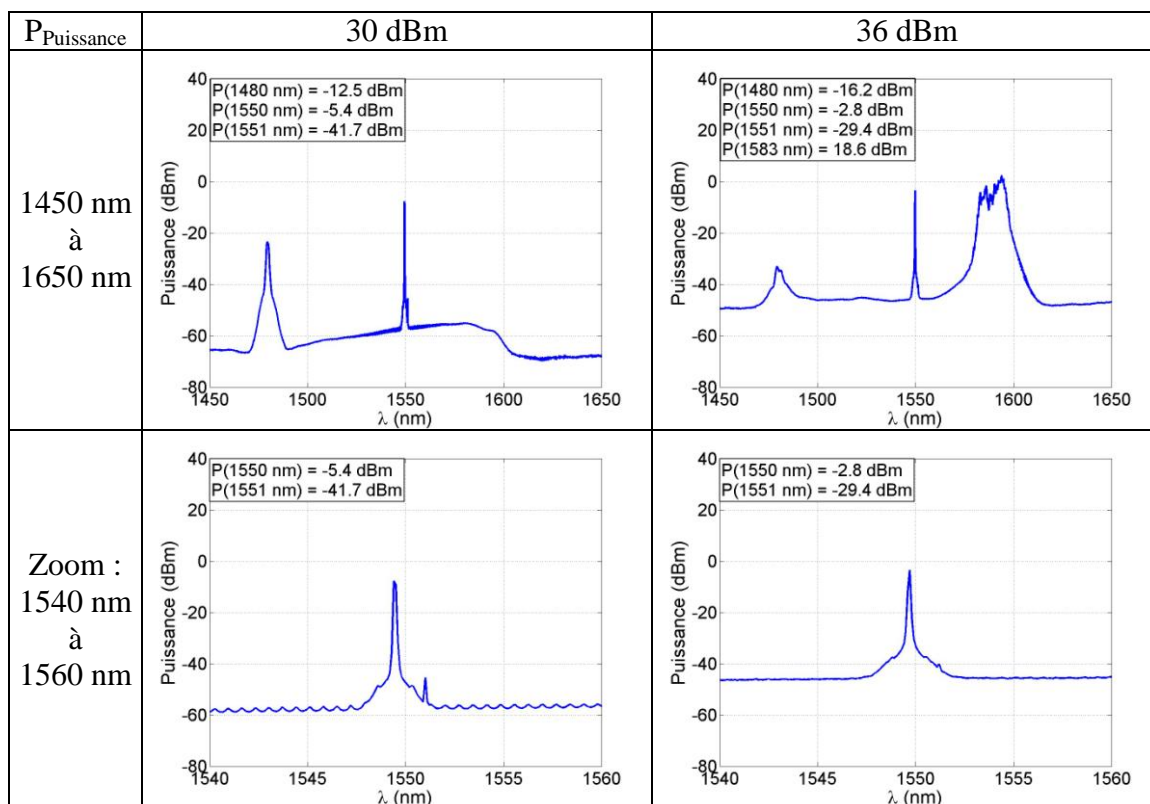 P_Puissance 30 dBm 36 dBm
1450 nm
à
1650 nm
P(1480 nm) = -12.5 dBm
P(1550 nm) = -5.4 dBm
P(1551 nm) = -41.7 dBm
Puissance (dBm)
40
20
0
-20
-40
-60
-80
1450 1500 1550 1600 1650
λ (nm)
P(1480 nm) = -16.2 dBm
P(1550 nm) = -2.8 dBm
P(1551 nm) = -29.4 dBm
P(1583 nm) = 18.6 dBm
Puissance (dBm)
40
20
0
-20
-40
-60
-80
1450 1500 1550 1600 1650
λ (nm)
Zoom :
1540 nm
à
1560 nm
P(1550 nm) = -5.4 dBm
P(1551 nm) = -41.7 dBm
Puissance (dBm)
40
20
0
-20
-40
-60
-80
1540 1545 1550 1555 1560
λ (nm)
P(1550 nm) = -2.8 dBm
P(1551 nm) = -29.4 dBm
Puissance (dBm)
40
20
0
-20
-40
-60
-80
1540 1545 1550 1555 1560
λ (nm)